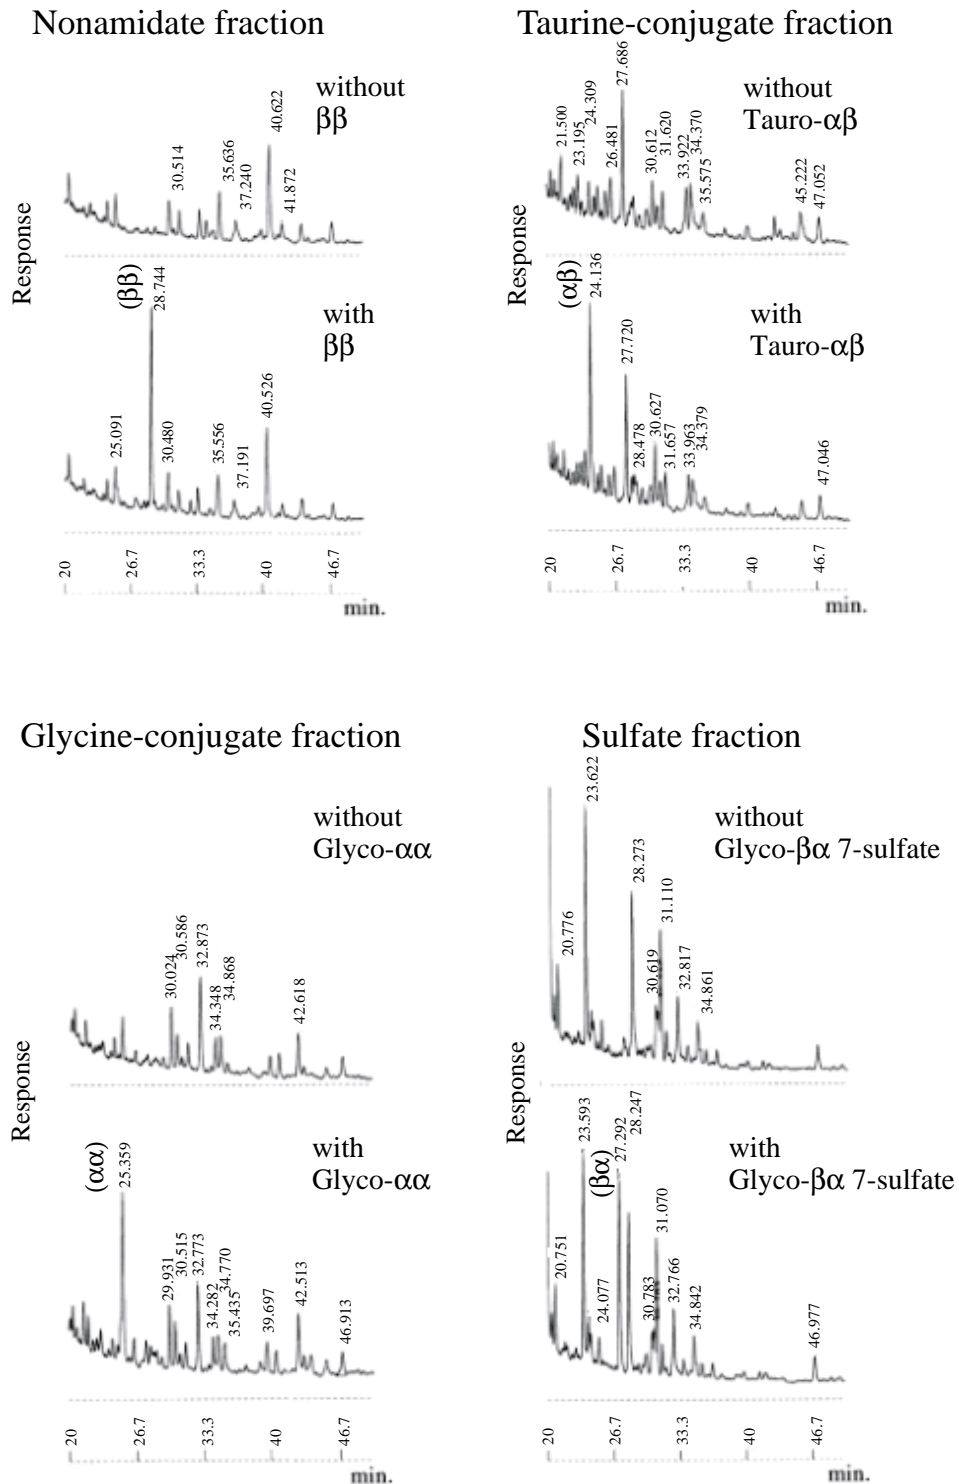 Nonamidate fraction
without
ββ
Response
30.514
35.636
37.240
40.622
41.872
(ββ)
28.744
with
ββ
25.091
30.480
35.556
37.191
40.526
20
26.7
33.3
40
46.7
min.
Taurine-conjugate fraction
without
Tauro-αβ
Response
21.500
23.195
24.309
26.481
27.686
30.612
31.620
33.922
34.370
35.575
45.222
47.052
(αβ)
24.136
with
Tauro-αβ
27.720
28.478
30.627
31.657
33.963
34.379
47.046
20
26.7
33.3
40
46.7
min.
Glycine-conjugate fraction
without
Glyco-αα
Response
30.024
30.586
32.873
34.348
34.868
42.618
(αα)
25.359
with
Glyco-αα
29.931
30.515
32.773
34.282
34.770
35.435
39.697
42.513
46.913
20
26.7
33.3
40
46.7
min.
Sulfate fraction
without
Glyco-βα 7-sulfate
Response
20.776
23.622
28.273
30.619
31.110
32.817
34.861
with
Glyco-βα 7-sulfate
20.751
23.593
24.077
(βα)
27.292
28.247
30.783
31.070
32.766
34.842
46.977
20
26.7
33.3
40
46.7
min.